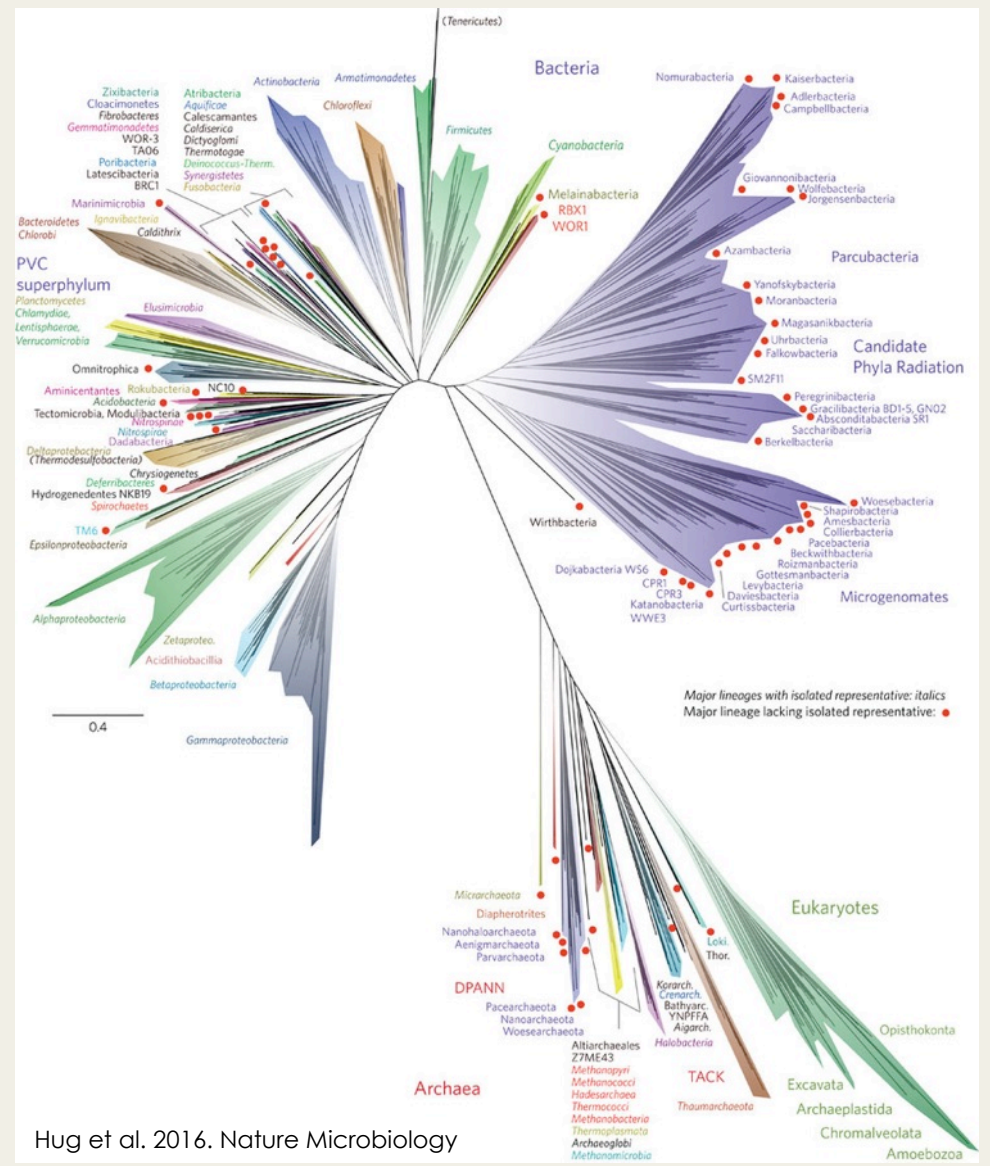 (Tenericutes)
Bacteria
Actinobacteria
Armatimonadetes
Chloroflexi
Firmicutes
Cyanobacteria
Melainabacteria
RBX1
WOR1
Zixibacteria
Cloacimonetes
Fibrobacteres
Gemmatimonadetes
WOR-3
TA06
Poribacteria
Latescibacteria
BRC1
Atribacteria
Aquificae
Calescamantes
Caldiserica
Dictyoglomi
Thermotogae
Deinococcus-Therm.
Synergistetes
Fusobacteria
Marinimicrobia
Bacteroidetes
Chlorobi
Ignavibacteria
Caldithrix
PVC
superphylum
Planctomycetes
Chlamydiae,
Lentisphaerae,
Verrucomicrobia
Elusimicrobia
Omnitrophica
Aminicentantes
Rokubacteria
NC10
Acidobacteria
Tectomicrobia, Modulibacteria
Nitrospinae
Nitrospirae
Dadabacteria
Deltaprotebacteria
(Thermodesulfobacteria)
Chrysiogenetes
Deferribacteres
Hydrogenedentes NKB19
Spirochaetes
TM6
Epsilonproteobacteria
Alphaproteobacteria
Zetaproteo.
Acidithiobacillia
Betaproteobacteria
Gammaproteobacteria
0.4
Nomurabacteria
Kaiserbacteria
Adlerbacteria
Campbellbacteria
Giovannonibacteria
Wolfebacteria
Jorgensenbacteria
Azambacteria
Parcubacteria
Yanofskybacteria
Moranbacteria
Magasanikbacteria
Uhrbacteria
Falkowbacteria
Candidate
Phyla Radiation
SM2F11
Peregrinibacteria
Gracilibacteria BD1-5, GN02
Absconditabacteria SR1
Saccharibacteria
Berkelbacteria
Woesebacteria
Shapirobacteria
Amesbacteria
Collierbacteria
Pacebacteria
Beckwithbacteria
Roizmanbacteria
Gottesmanbacteria
Levybacteria
Daviesbacteria
Curtissbacteria
Microgenomates
Wirthbacteria
Dojkabacteria WS6
CPR1
CPR3
Katanobacteria
WWE3
Major lineages with isolated representative: italics
Major lineage lacking isolated representative:
Micrarchaeota
Diapherotrites
Nanohaloarchaeota
Aenigmarchaeota
Parvarchaeota
DPANN
Pacearchaeota
Nanoarchaeota
Woesearchaeota
Archaea
Altiarchaeales
Z7ME43
Methanopyri
Methanococci
Hadesarchaea
Thermococci
Methanobacteria
Thermoplasmata
Archaeoglobi
Methanomicrobia
Halobacteria
Korarch.
Crenarch.
Bathyarc.
YNPFFA
Aigarch.
Loki.
Thor.
TACK
Thaumarchaeota
Eukaryotes
Opisthokonta
Excavata
Archaeplastida
Chromalveolata
Amoebozoa
Hug et al. 2016. Nature Microbiology